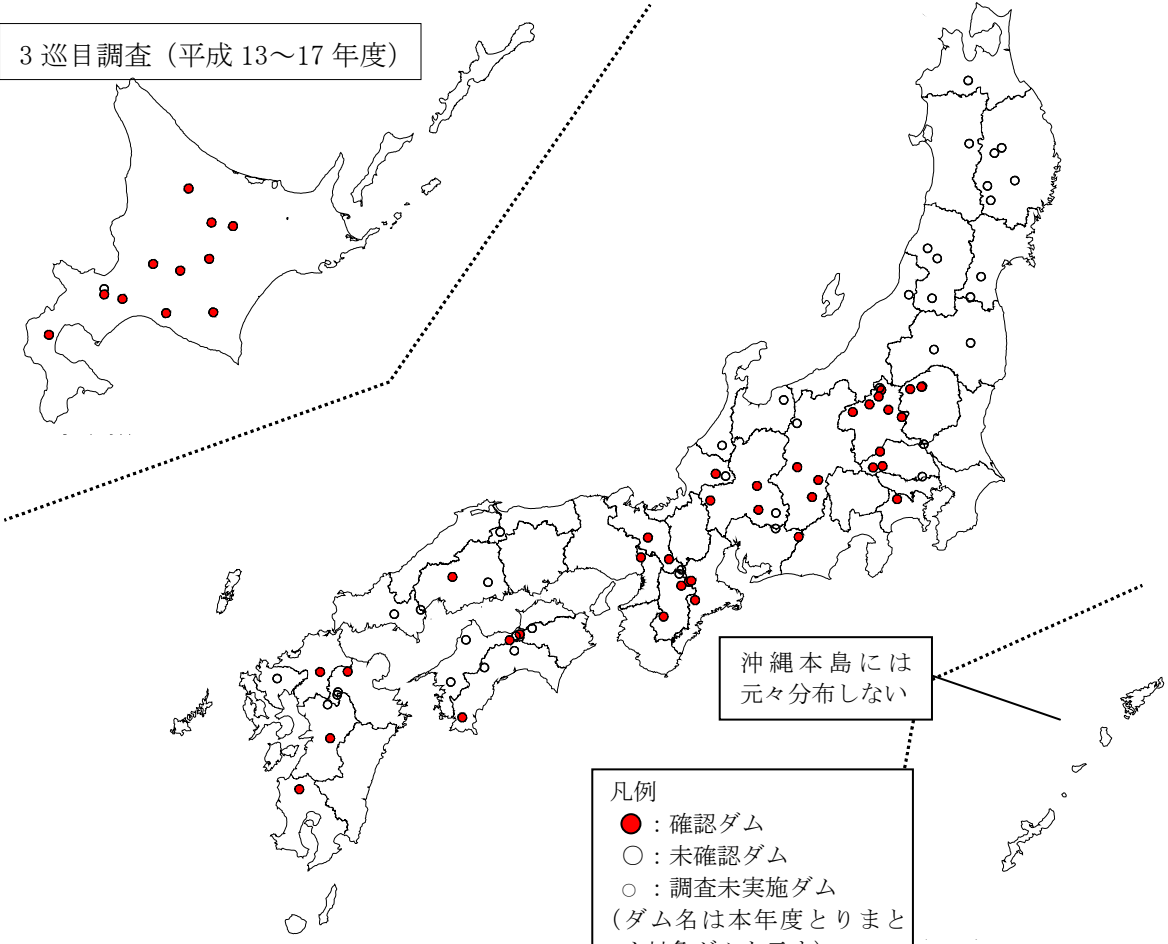 3 巡目調査（平成 13～17 年度）
沖縄本島には
元々分布しない
凡例
：確認ダム
：未確認ダム
：調査未実施ダム
（ダム名は本年度とりまと